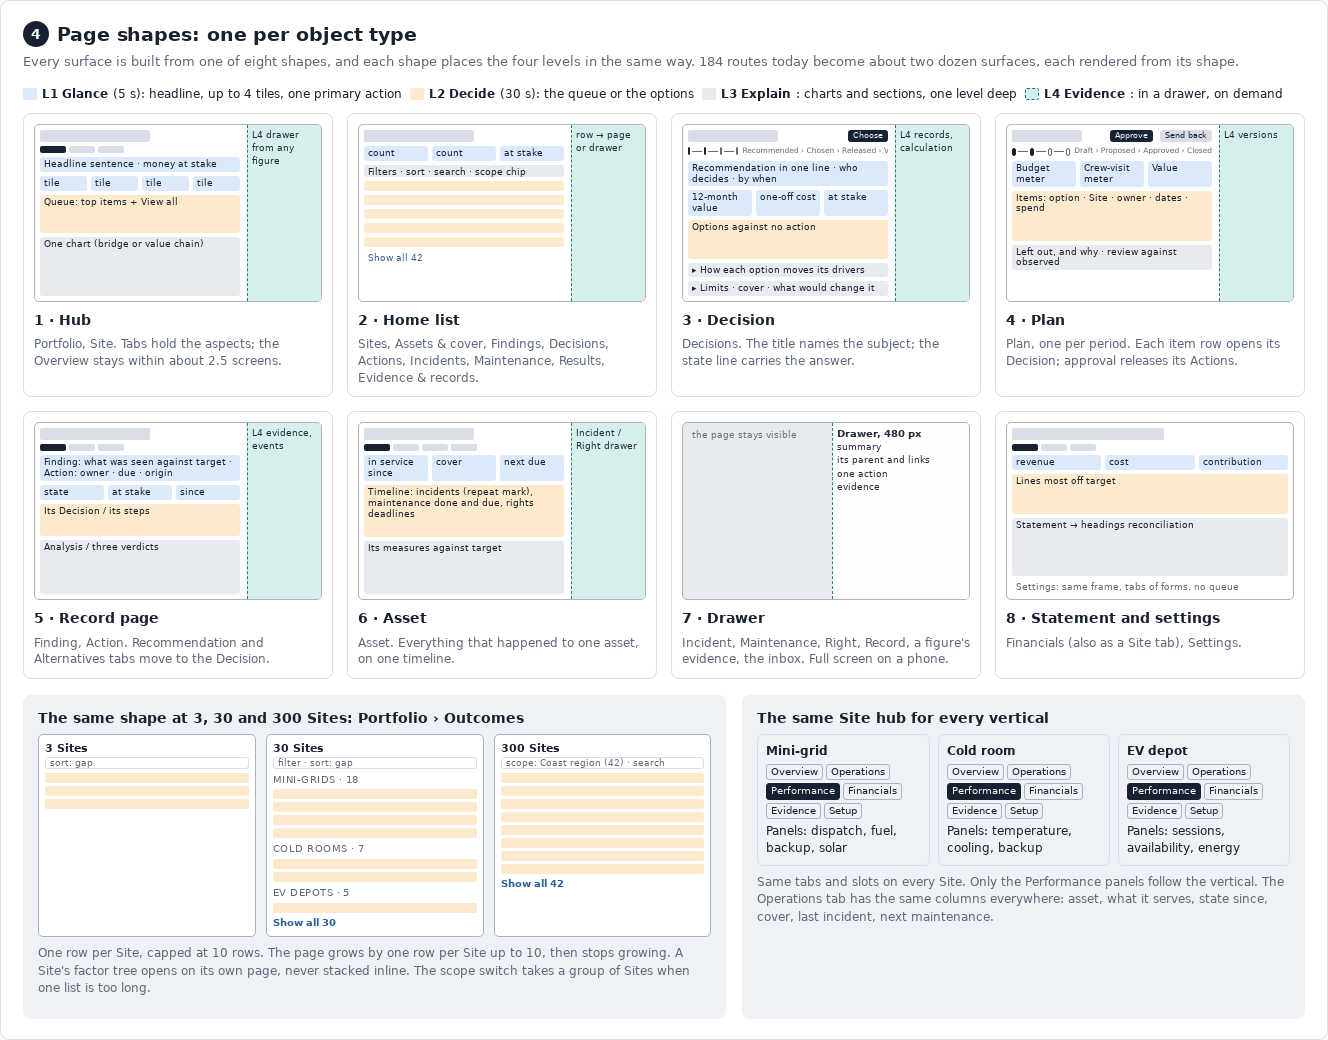 4 Page shapes: one per object type
Every surface is built from one of eight shapes, and each shape places the four levels in the same way. 184 routes today become about two dozen surfaces, each rendered from its shape.
L1 Glance (5 s): headline, up to 4 tiles, one primary action L2 Decide (30 s): the queue or the options L3 Explain : charts and sections, one level deep L4 Evidence : in a drawer, on demand
Headline sentence · money at stake
tile tile tile tile
Queue: top items + View all
One chart (bridge or value chain)
L4 drawer
from any
figure
1 · Hub
Portfolio, Site. Tabs hold the aspects; the
Overview stays within about 2.5 screens.
count count at stake
Filters · sort · search · scope chip
Show all 42
row → page
or drawer
2 · Home list
Sites, Assets & cover, Findings, Decisions,
Actions, Incidents, Maintenance, Results,
Evidence & records.
Choose
Recommended › Chosen › Released › V
Recommendation in one line · who
decides · by when
12-month
value
one-off cost
at stake
Options against no action
▸ How each option moves its drivers
▸ Limits · cover · what would change it
L4 records,
calculation
3 · Decision
Decisions. The title names the subject; the
state line carries the answer.
Approve Send back
Draft › Proposed › Approved › Closed
Budget
meter
Crew-visit
meter
Value
Items: option · Site · owner · dates ·
spend
Left out, and why · review against
observed
L4 versions
4 · Plan
Plan, one per period. Each item row opens its
Decision; approval releases its Actions.
Finding: what was seen against target ·
Action: owner · due · origin
state at stake since
Its Decision / its steps
Analysis / three verdicts
L4 evidence,
events
5 · Record page
Finding, Action. Recommendation and
Alternatives tabs move to the Decision.
in service
since
cover
next due
Timeline: incidents (repeat mark),
maintenance done and due, rights
deadlines
Its measures against target
Incident /
Right drawer
6 · Asset
Asset. Everything that happened to one asset,
on one timeline.
the page stays visible
Drawer, 480 px
summary
its parent and links
one action
evidence
7 · Drawer
Incident, Maintenance, Right, Record, a figure's
evidence, the inbox. Full screen on a phone.
revenue cost contribution
Lines most off target
Statement → headings reconciliation
Settings: same frame, tabs of forms, no queue
8 · Statement and settings
Financials (also as a Site tab), Settings.
The same shape at 3, 30 and 300 Sites: Portfolio › Outcomes
3 Sites
sort: gap
30 Sites
filter · sort: gap
MINI-GRIDS · 18
COLD ROOMS · 7
EV DEPOTS · 5
Show all 30
300 Sites
scope: Coast region (42) · search
Show all 42
One row per Site, capped at 10 rows. The page grows by one row per Site up to 10, then stops growing. A
Site's factor tree opens on its own page, never stacked inline. The scope switch takes a group of Sites when
one list is too long.
The same Site hub for every vertical
Mini-grid
Overview Operations
Performance Financials
Evidence Setup
Panels: dispatch, fuel,
backup, solar
Cold room
Overview Operations
Performance Financials
Evidence Setup
Panels: temperature,
cooling, backup
EV depot
Overview Operations
Performance Financials
Evidence Setup
Panels: sessions,
availability, energy
Same tabs and slots on every Site. Only the Performance panels follow the vertical. The
Operations tab has the same columns everywhere: asset, what it serves, state since,
cover, last incident, next maintenance.